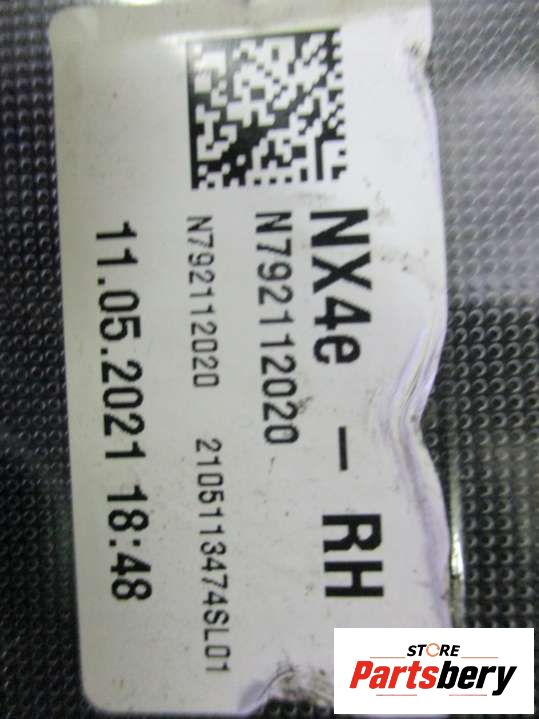 NX4e - RH
N792112020
N792112020 2105113474SL01
11.05.2021 18:48
STORE
Partsbery